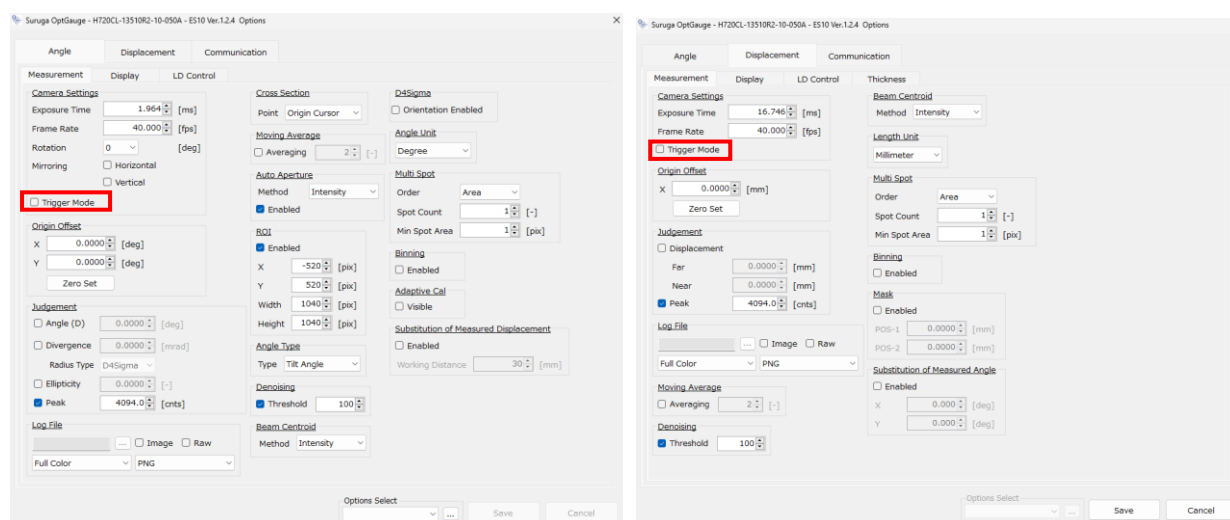 Suruga OptGauge - H720CL-13510R2-10-050A - ES10 Ver.1.2.4 Options
Angle Displacement Communication
Measurement Display LD Control
Camera Settings
Exposure Time 1.964 [ms]
Frame Rate 40.000 [fps]
Rotation 0 [deg]
Mirroring Horizontal
Vertical
Trigger Mode
Origin Offset
X 0.0000 [deg]
Y 0.0000 [deg]
Zero Set
Judgement
Angle (D) 0.0000 [deg]
Divergence 0.0000 [mrad]
Radius Type D4Sigma
Ellipticity 0.0000 [-]
Peak 4094.0 [cnts]
Log File
... Image Raw
Full Color PNG
Cross Section
Point Origin Cursor
Moving Average
Averaging 2 [-]
Auto Aperture
Method Intensity
Enabled
ROI
Enabled
X -520 [pix]
Y 520 [pix]
Width 1040 [pix]
Height 1040 [pix]
Angle Type
Type Tilt Angle
Denoising
Threshold 100
Beam Centroid
Method Intensity
D4Sigma
Orientation Enabled
Angle Unit
Degree
Multi Spot
Order Area
Spot Count 1 [-]
Min Spot Area 1 [pix]
Binning
Enabled
Adaptive Cal
Visible
Substitution of Measured Displacement
Enabled
Working Distance 30 [mm]
Options Select
... Save Cancel
Suruga OptGauge - H720CL-13510R2-10-050A - ES10 Ver.1.2.4 Options
Angle Displacement Communication
Measurement Display LD Control Thickness
Camera Settings
Exposure Time 16.746 [ms]
Frame Rate 40.000 [fps]
Trigger Mode
Origin Offset
X 0.0000 [mm]
Zero Set
Judgement
Displacement
Far 0.0000 [mm]
Near 0.0000 [mm]
Peak 4094.0 [cnts]
Log File
... Image Raw
Full Color PNG
Moving Average
Averaging 2 [-]
Denoising
Threshold 100
Beam Centroid
Method Intensity
Length Unit
Millimeter
Multi Spot
Order Area
Spot Count 1 [-]
Min Spot Area 1 [pix]
Binning
Enabled
Mask
Enabled
POS-1 0.0000 [mm]
POS-2 0.0000 [mm]
Substitution of Measured Angle
Enabled
X 0.000 [deg]
Y 0.000 [deg]
Options Select
... Save Cancel